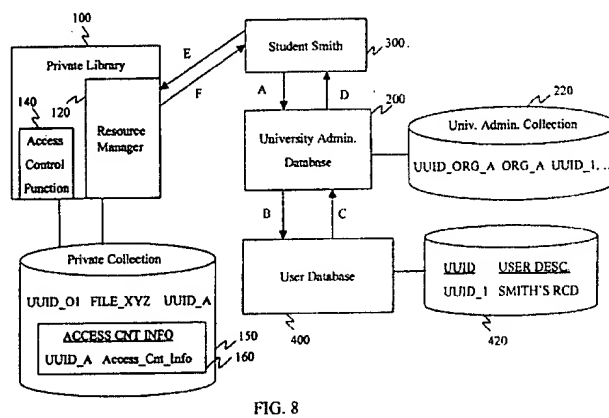 100
Private Library
140
120
Access
Control
Function
Resource
Manager
E
F
Student Smith
300.
A
D
200
University Admin.
Database
220
Univ. Admin. Collection
UUID_ORG_A ORG_A UUID_1, ..
B
C
User Database
400
UUID USER DESC.
UUID_1 SMITH'S RCD
420
Private Collection
UUID_O1 FILE_XYZ UUID_A
ACCESS CNT INFO
UUID_A Access_Cnt_Info
150
160
FIG. 8